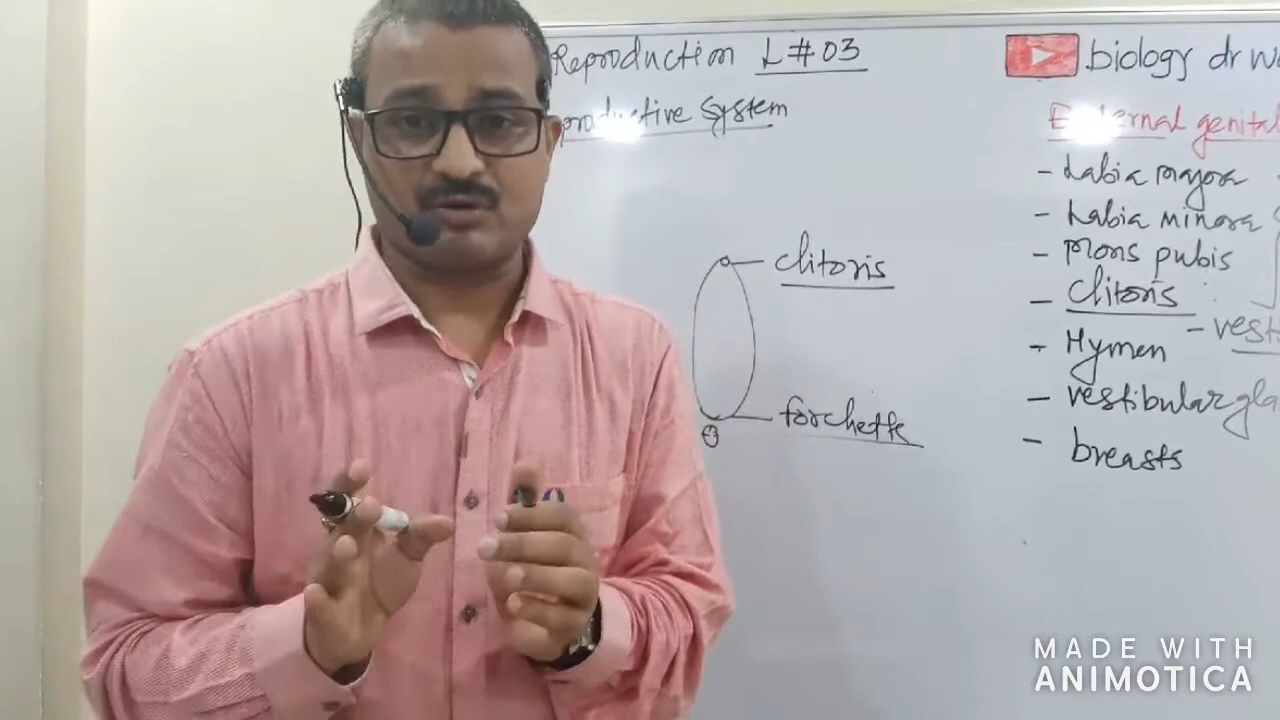 Reproduction L#03
productive System
clitoris
forchette
biology dr wa
External genital
- Labia majora
- Labia minora
- mons pubis
- Clitoris
- vest
- Hymen
- vestibular gla
- breasts
MADE WITH
ANIMOTICA